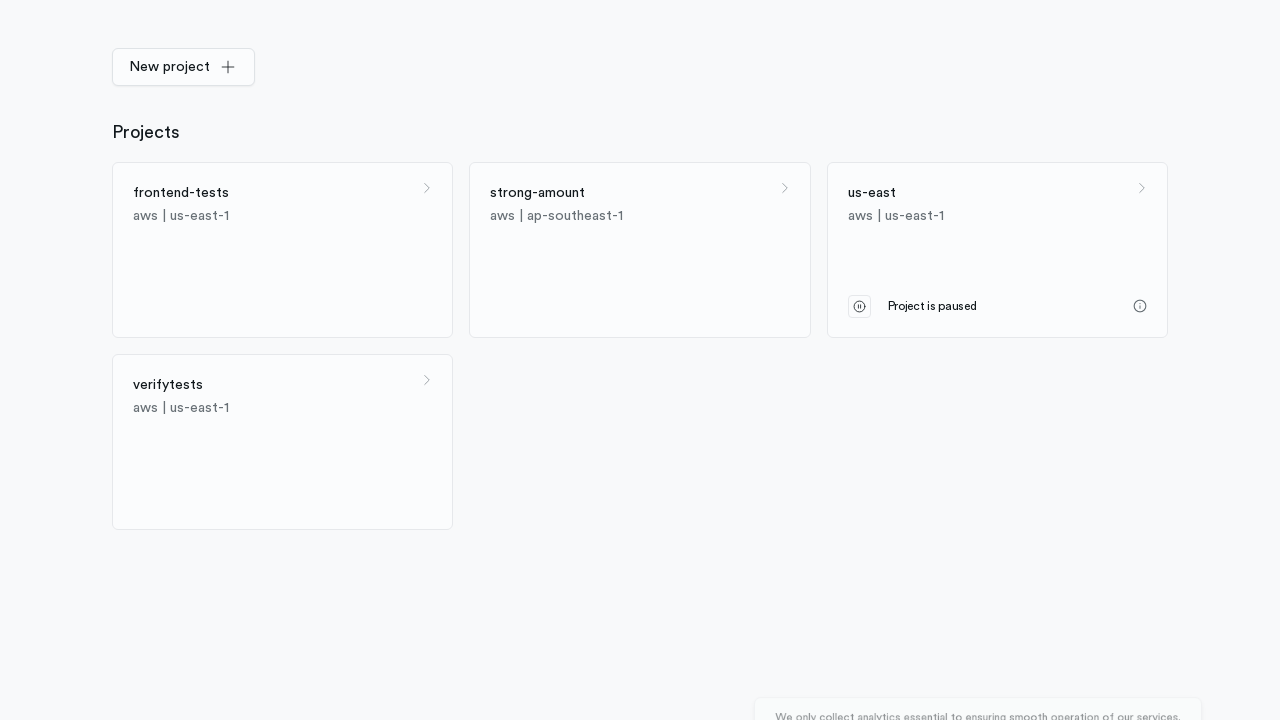 New project
Projects
frontend-tests
aws | us-east-1
strong-amount
aws | ap-southeast-1
us-east
aws | us-east-1
Project is paused
verifytests
aws | us-east-1
We only collect analytics essential to ensuring smooth operation of our services.